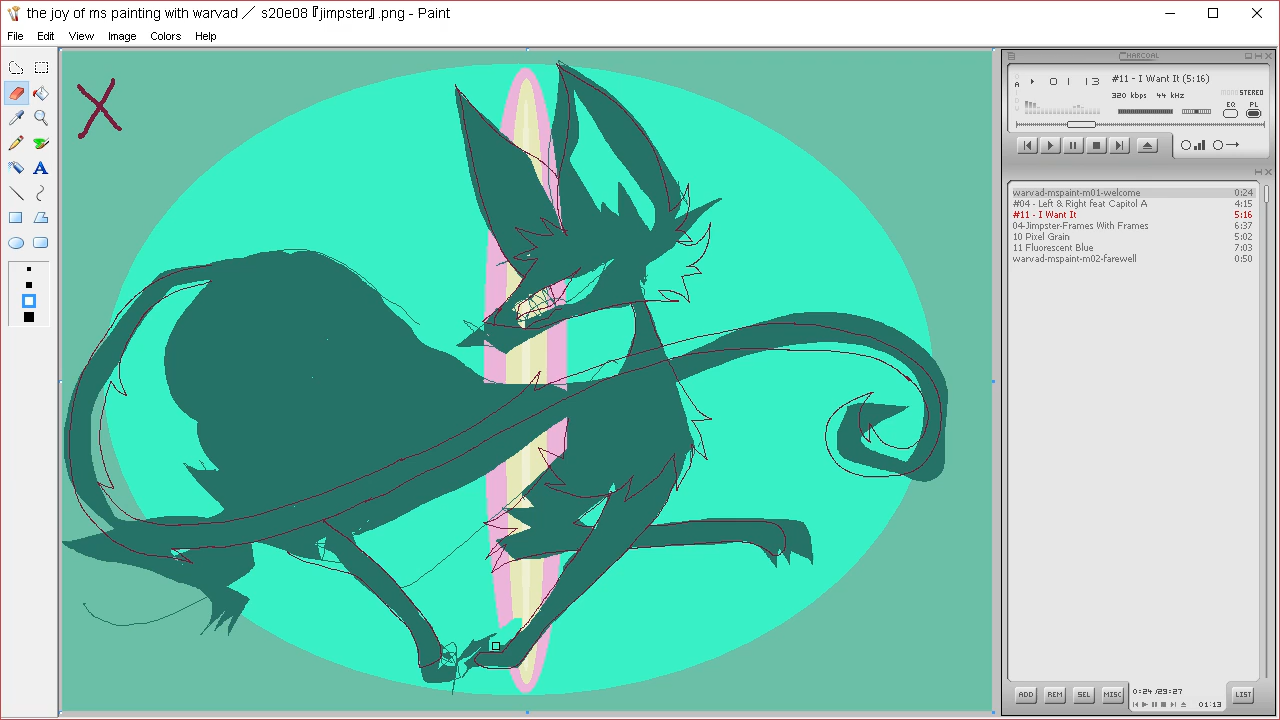 the joy of ms painting with warvad ／ s20e08『jimpster』.png - Paint
File Edit View Image Colors Help
X
A
CHARCOAL
01 13
#11 - I Want It (5:16)
320 kbps 44 kHz
STEREO
EQ PL
warvad-mspaint-m01-welcome 0:24
#04 - Left & Right feat Capitol A 4:15
#11 - I Want It 5:16
04-Jimpster-Frames With Frames 6:37
10 Pixel Grain 5:02
11 Fluorescent Blue 7:03
warvad-mspaint-m02-farewell 0:50
ADD REM SEL MISC
0:24 /29:27
01:13
LIST